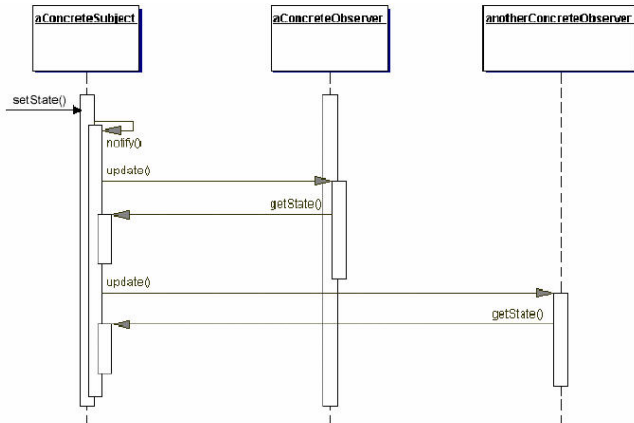 aConcreteSubject
aConcreteObserver
anotherConcreteObserver
setState()
notify()
update()
getState()
update()
getState()